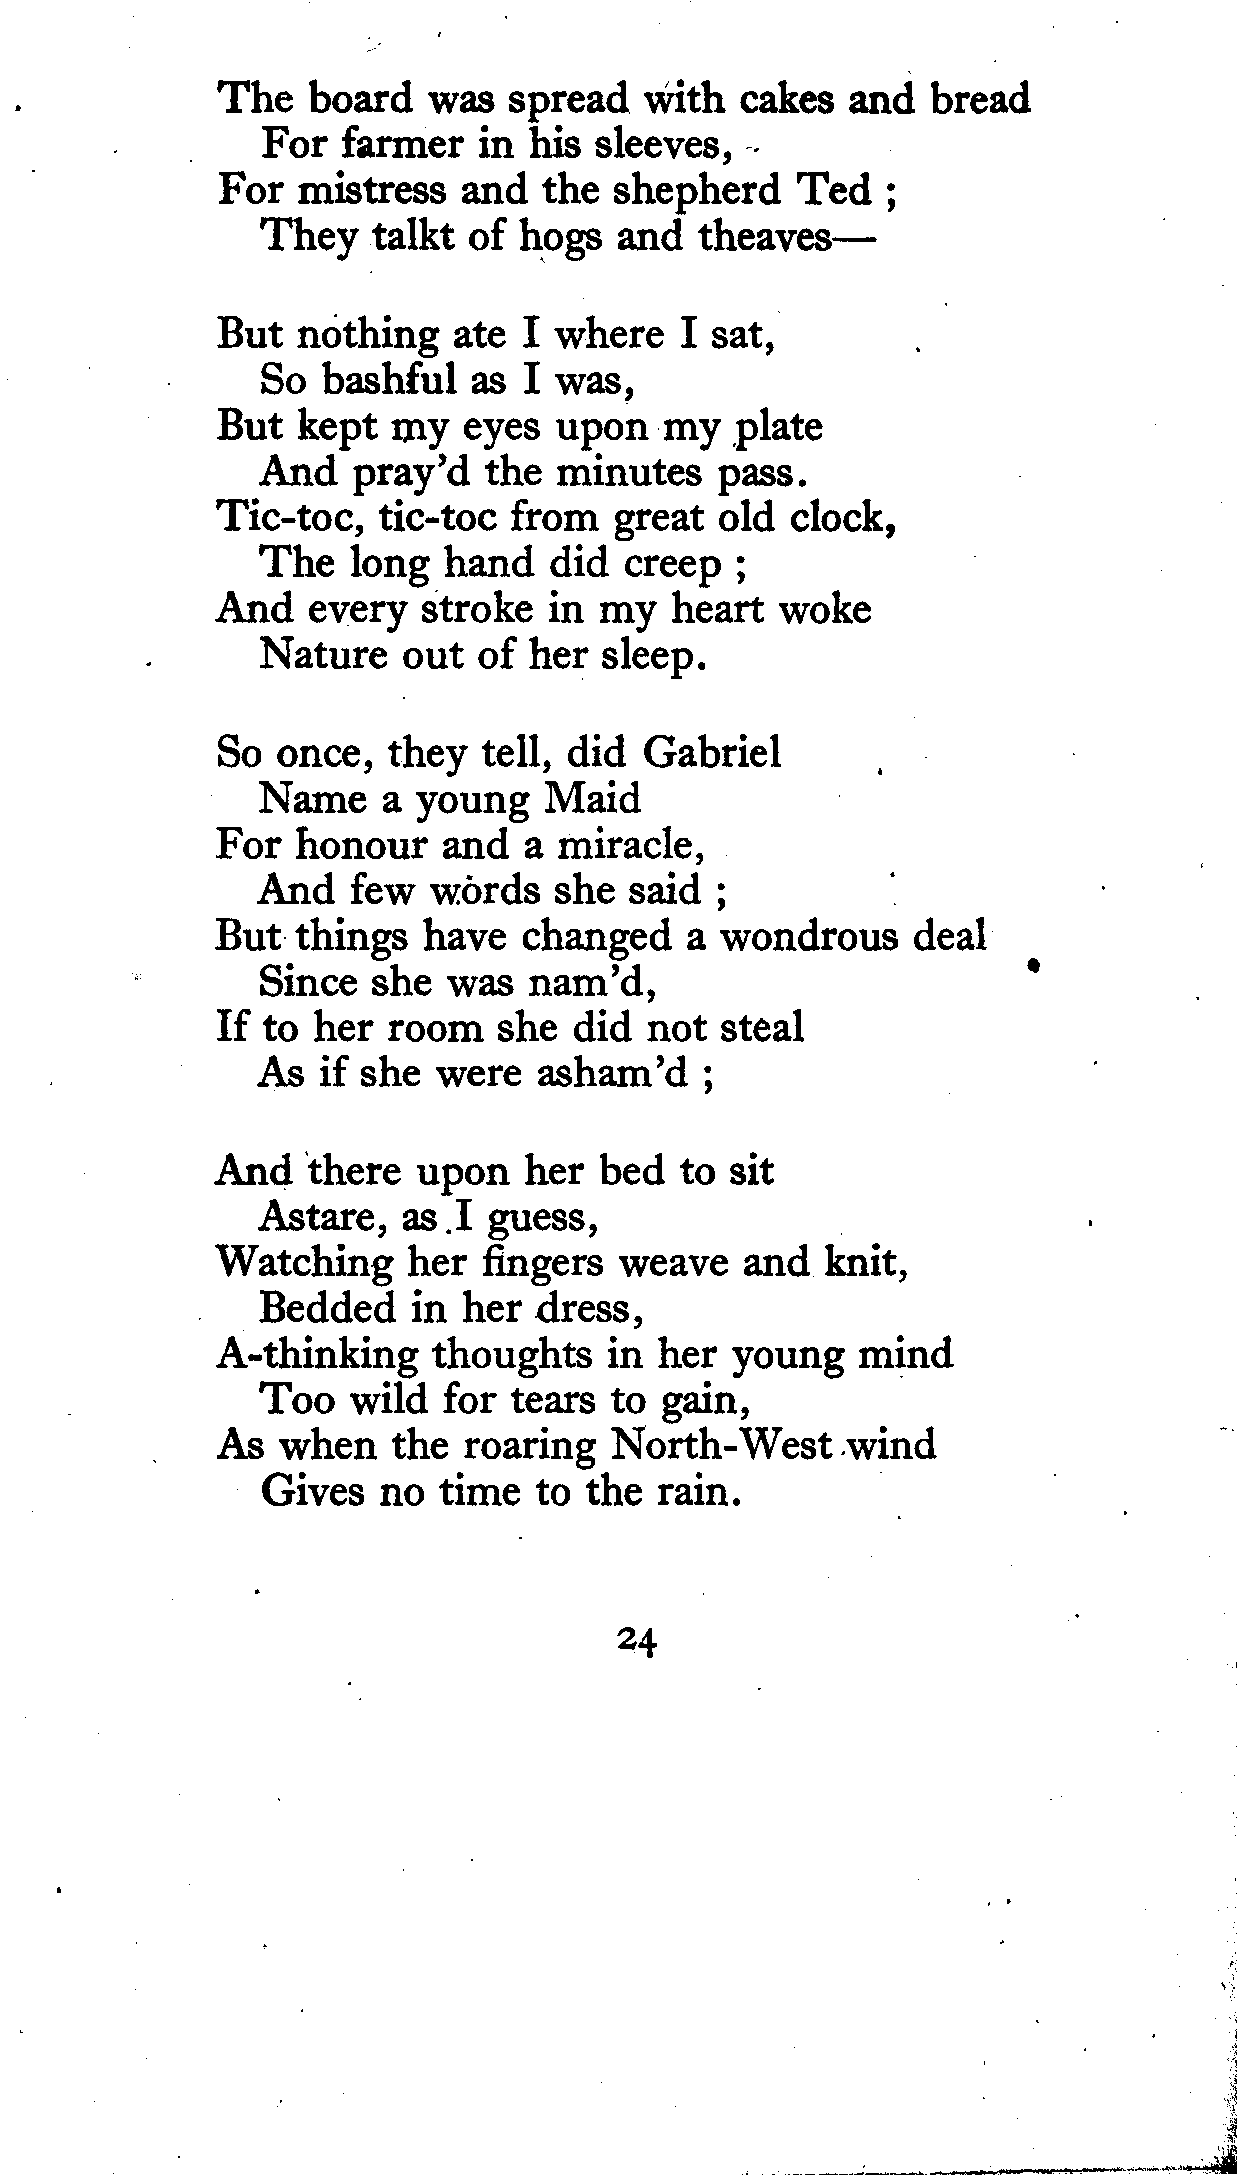 The board was spread with cakes and bread
For farmer in his sleeves,
For mistress and the shepherd Ted ;
They talkt of hogs and theaves—
But nothing ate I where I sat,
So bashful as I was,
But kept my eyes upon my plate
And pray'd the minutes pass.
Tic-toc, tic-toc from great old clock,
The long hand did creep ;
And every stroke in my heart woke
Nature out of her sleep.
So once, they tell, did Gabriel
Name a young Maid
For honour and a miracle,
And few words she said ;
But things have changed a wondrous deal
Since she was nam'd,
If to her room she did not steal
As if she were asham'd ;
And there upon her bed to sit
Astare, as I guess,
Watching her fingers weave and knit,
Bedded in her dress,
A-thinking thoughts in her young mind
Too wild for tears to gain,
As when the roaring North-West wind
Gives no time to the rain.
24